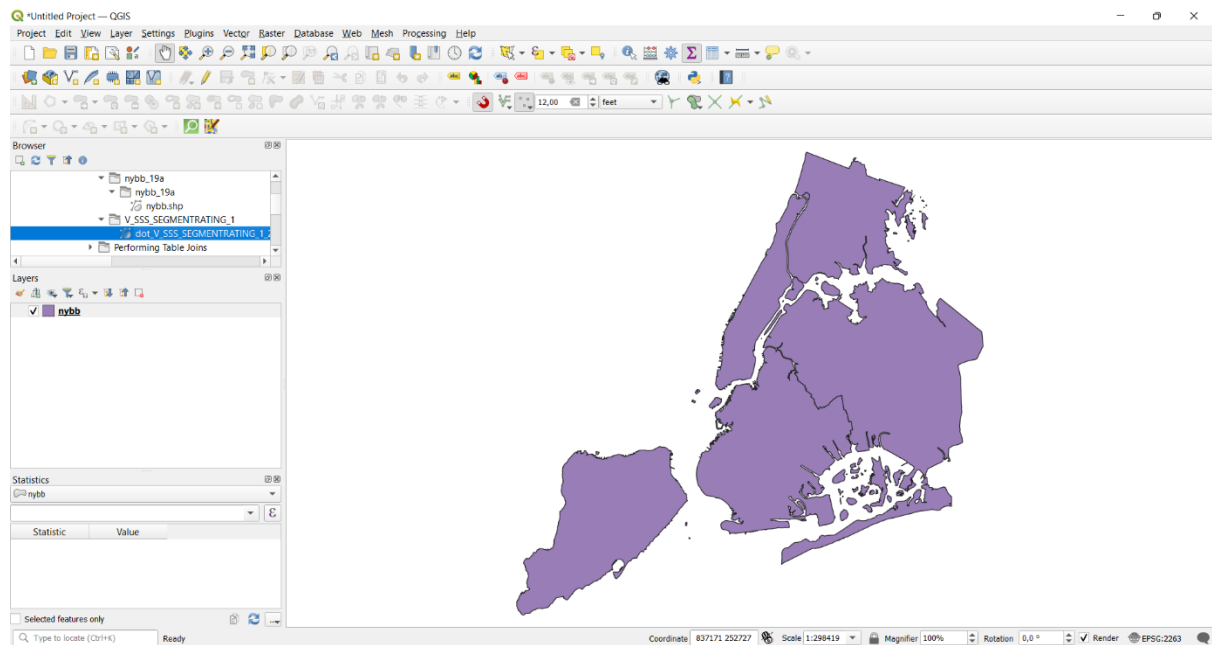 *Untitled Project — QGIS
Project Edit View Layer Settings Plugins Vector Raster Database Web Mesh Processing Help
12,00 feet
Browser
nybb_19a
nybb_19a
nybb.shp
V_SSS_SEGMENTRATING_1
dot_V_SSS_SEGMENTRATING_1_2
Performing Table Joins
Layers
nybb
Statistics
nybb
ε
Statistic Value
Selected features only
Type to locate (Ctrl+K) Ready Coordinate 837171 252727 Scale 1:298419 Magnifier 100% Rotation 0,0 ° Render EPSG:2263